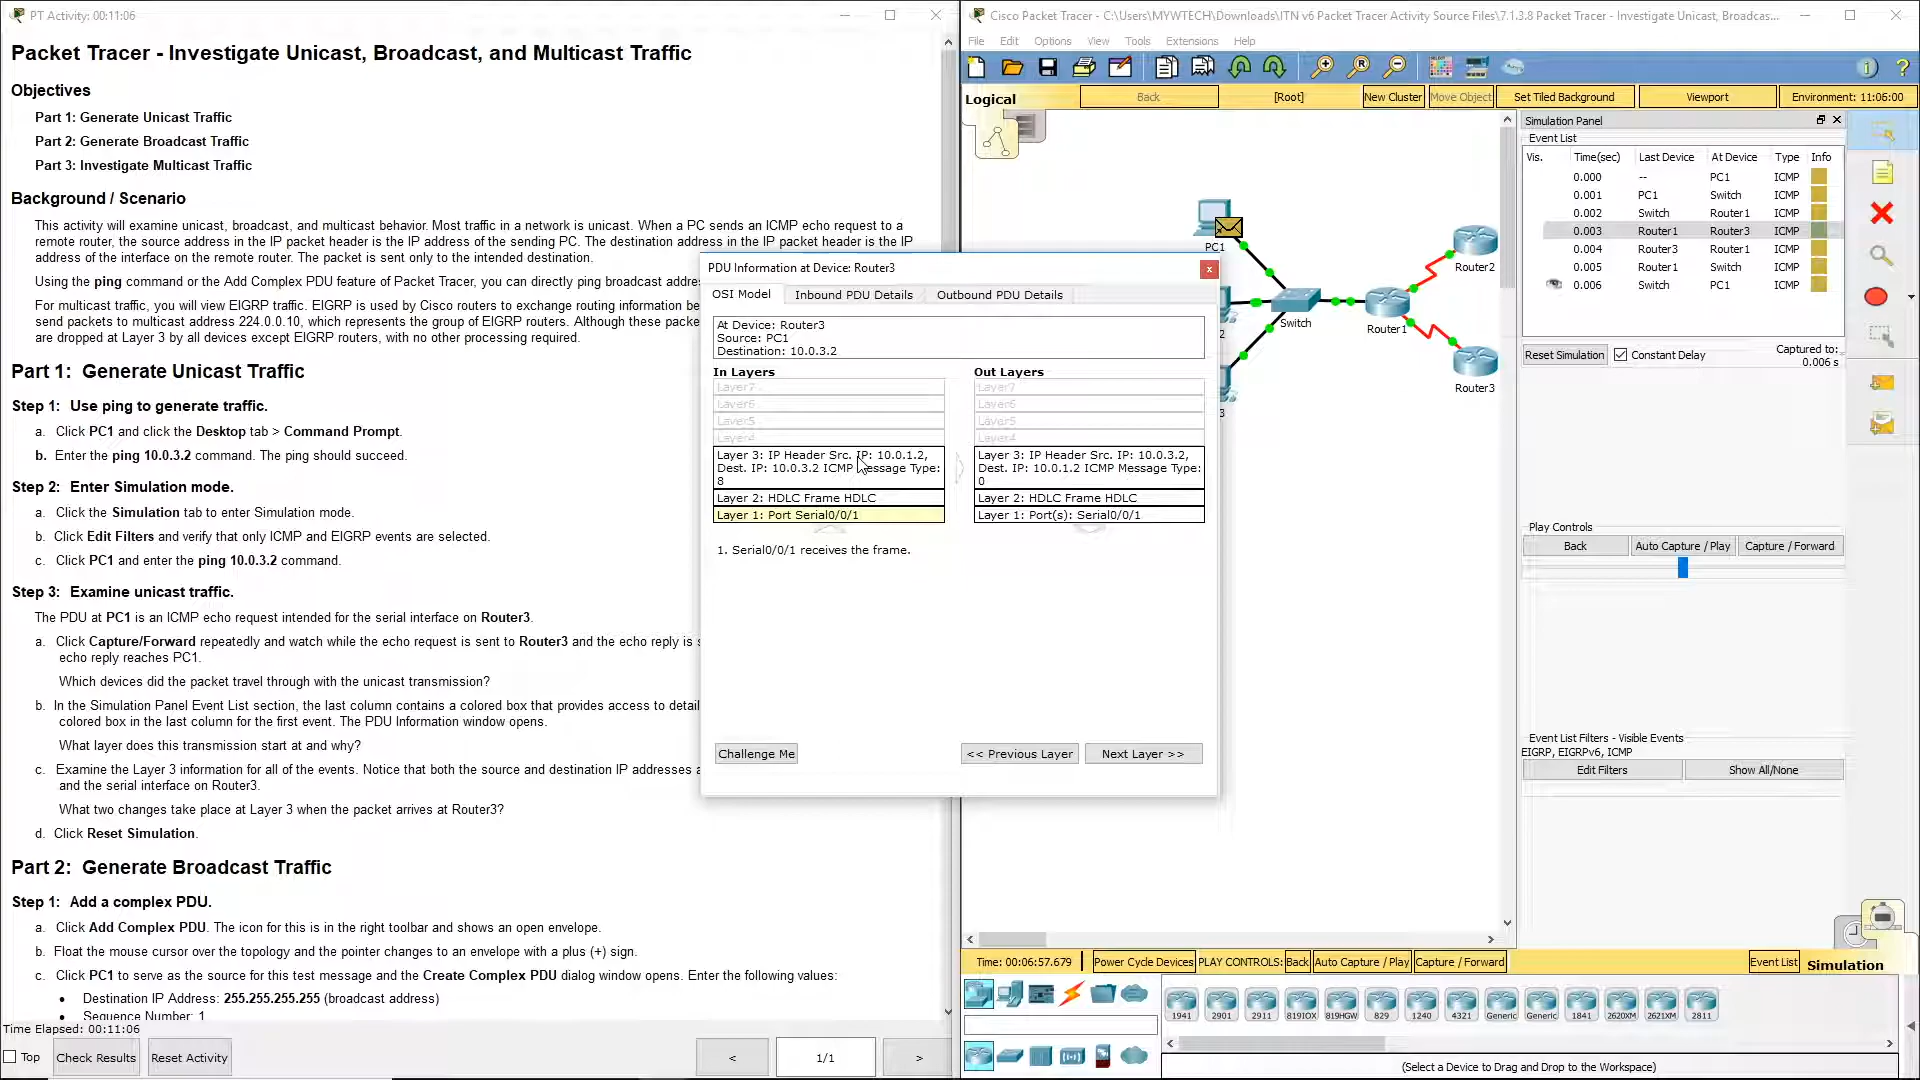 PT Activity: 00:11:06
Packet Tracer - Investigate Unicast, Broadcast, and Multicast Traffic
Objectives
Part 1: Generate Unicast Traffic
Part 2: Generate Broadcast Traffic
Part 3: Investigate Multicast Traffic
Background / Scenario
This activity will examine unicast, broadcast, and multicast behavior. Most traffic in a network is unicast. When a PC sends an ICMP echo request to a
remote router, the source address in the IP packet header is the IP address of the sending PC. The destination address in the IP packet header is the IP
address of the interface on the remote router. The packet is sent only to the intended destination.
Using the ping command or the Add Complex PDU feature of Packet Tracer, you can directly ping broadcast addre
For multicast traffic, you will view EIGRP traffic. EIGRP is used by Cisco routers to exchange routing information be
send packets to multicast address 224.0.0.10, which represents the group of EIGRP routers. Although these packe
are dropped at Layer 3 by all devices except EIGRP routers, with no other processing required.
Part 1: Generate Unicast Traffic
Step 1: Use ping to generate traffic.
a. Click PC1 and click the Desktop tab > Command Prompt.
b. Enter the ping 10.0.3.2 command. The ping should succeed.
Step 2: Enter Simulation mode.
a. Click the Simulation tab to enter Simulation mode.
b. Click Edit Filters and verify that only ICMP and EIGRP events are selected.
c. Click PC1 and enter the ping 10.0.3.2 command.
Step 3: Examine unicast traffic.
The PDU at PC1 is an ICMP echo request intended for the serial interface on Router3.
a. Click Capture/Forward repeatedly and watch while the echo request is sent to Router3 and the echo reply is s
echo reply reaches PC1.
Which devices did the packet travel through with the unicast transmission?
b. In the Simulation Panel Event List section, the last column contains a colored box that provides access to detail
colored box in the last column for the first event. The PDU Information window opens.
What layer does this transmission start at and why?
c. Examine the Layer 3 information for all of the events. Notice that both the source and destination IP addresses a
and the serial interface on Router3.
What two changes take place at Layer 3 when the packet arrives at Router3?
d. Click Reset Simulation.
Part 2: Generate Broadcast Traffic
Step 1: Add a complex PDU.
a. Click Add Complex PDU. The icon for this is in the right toolbar and shows an open envelope.
b. Float the mouse cursor over the topology and the pointer changes to an envelope with a plus (+) sign.
c. Click PC1 to serve as the source for this test message and the Create Complex PDU dialog window opens. Enter the following values:
• Destination IP Address: 255.255.255.255 (broadcast address)
• Sequence Number: 1
Time Elapsed: 00:11:06
Top
Check Results
Reset Activity
<
1/1
>
PDU Information at Device: Router3
x
OSI Model
Inbound PDU Details
Outbound PDU Details
At Device: Router3
Source: PC1
Destination: 10.0.3.2
In Layers
Layer7
Layer6
Layer5
Layer4
Layer 3: IP Header Src. IP: 10.0.1.2,
Dest. IP: 10.0.3.2 ICMP Message Type:
8
Layer 2: HDLC Frame HDLC
Layer 1: Port Serial0/0/1
Out Layers
Layer7
Layer6
Layer5
Layer4
Layer 3: IP Header Src. IP: 10.0.3.2,
Dest. IP: 10.0.1.2 ICMP Message Type:
0
Layer 2: HDLC Frame HDLC
Layer 1: Port(s): Serial0/0/1
1. Serial0/0/1 receives the frame.
Challenge Me
<< Previous Layer
Next Layer >>
Cisco Packet Tracer - C:\Users\MYWTECH\Downloads\ITN v6 Packet Tracer Activity Source Files\7.1.3.8 Packet Tracer - Investigate Unicast, Broadcas...
File Edit Options View Tools Extensions Help
Logical
Back
[Root]
New Cluster
Move Object
Set Tiled Background
Viewport
Environment: 11:06:00
PC1
2
3
Switch
Router1
Router2
Router3
Simulation Panel
Event List
Vis. Time(sec) Last Device At Device Type Info
0.000 -- PC1 ICMP
0.001 PC1 Switch ICMP
0.002 Switch Router1 ICMP
0.003 Router1 Router3 ICMP
0.004 Router3 Router1 ICMP
0.005 Router1 Switch ICMP
0.006 Switch PC1 ICMP
Reset Simulation
Constant Delay
Captured to:
0.006 s
Play Controls
Back
Auto Capture / Play
Capture / Forward
Event List Filters - Visible Events
EIGRP, EIGRPv6, ICMP
Edit Filters
Show All/None
Time: 00:06:57.679
Power Cycle Devices
PLAY CONTROLS:
Back
Auto Capture / Play
Capture / Forward
Event List
Simulation
1941
2901
2911
819IOX
819HGW
829
1240
4321
Generic
Generic
1841
2620XM
2621XM
2811
(Select a Device to Drag and Drop to the Workspace)